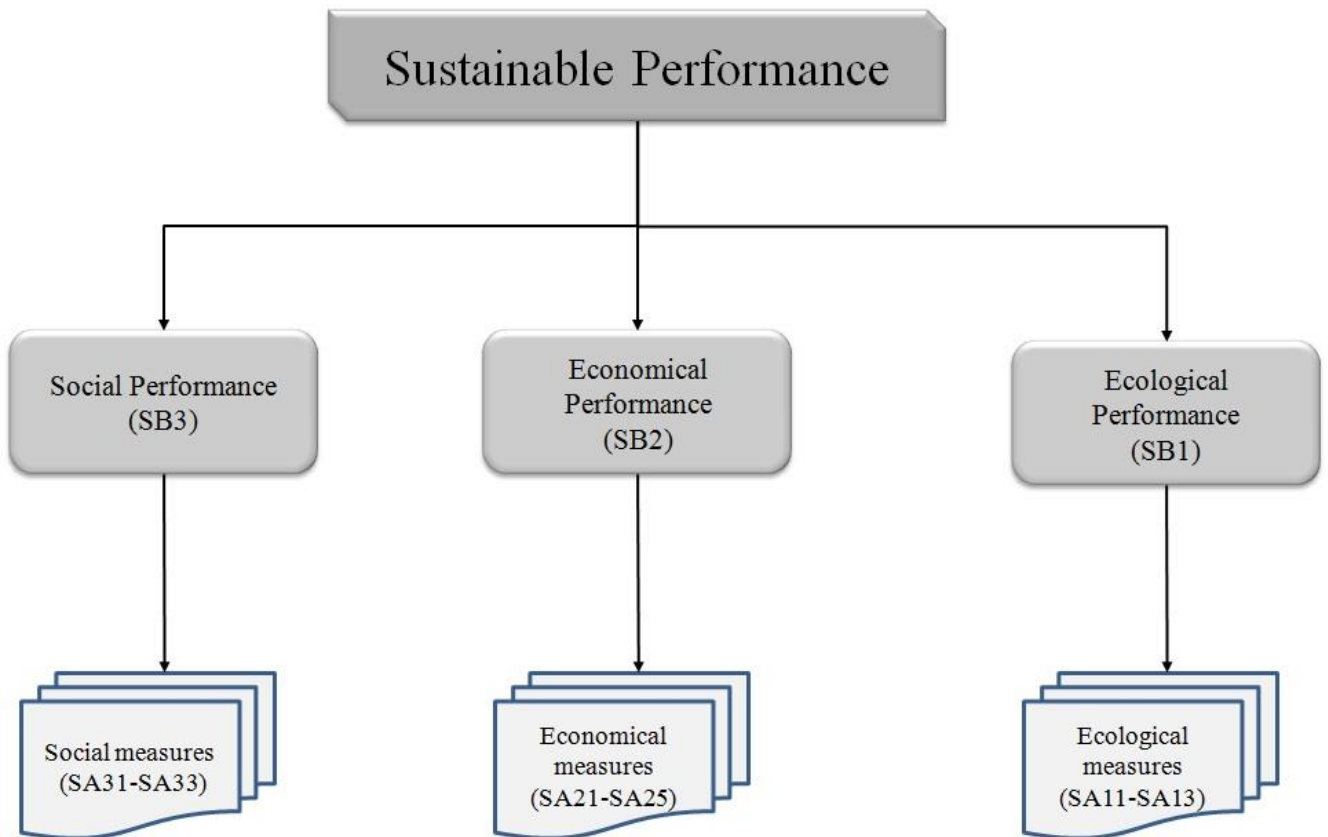 Sustainable Performance
Social Performance
(SB3)
Economical
Performance
(SB2)
Ecological
Performance
(SB1)
Social measures
(SA31-SA33)
Economical
measures
(SA21-SA25)
Ecological
measures
(SA11-SA13)